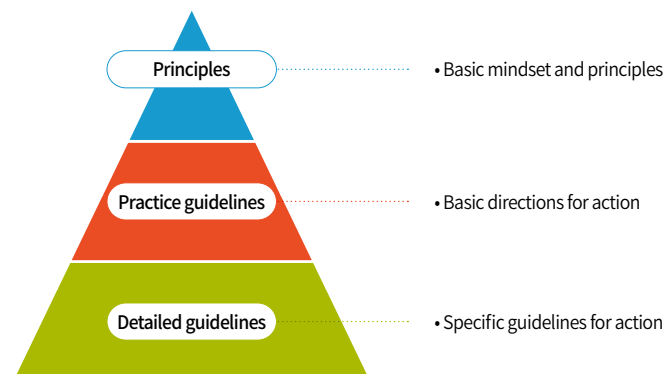 Principles
• Basic mindset and principles
Practice guidelines
• Basic directions for action
Detailed guidelines
• Specific guidelines for action